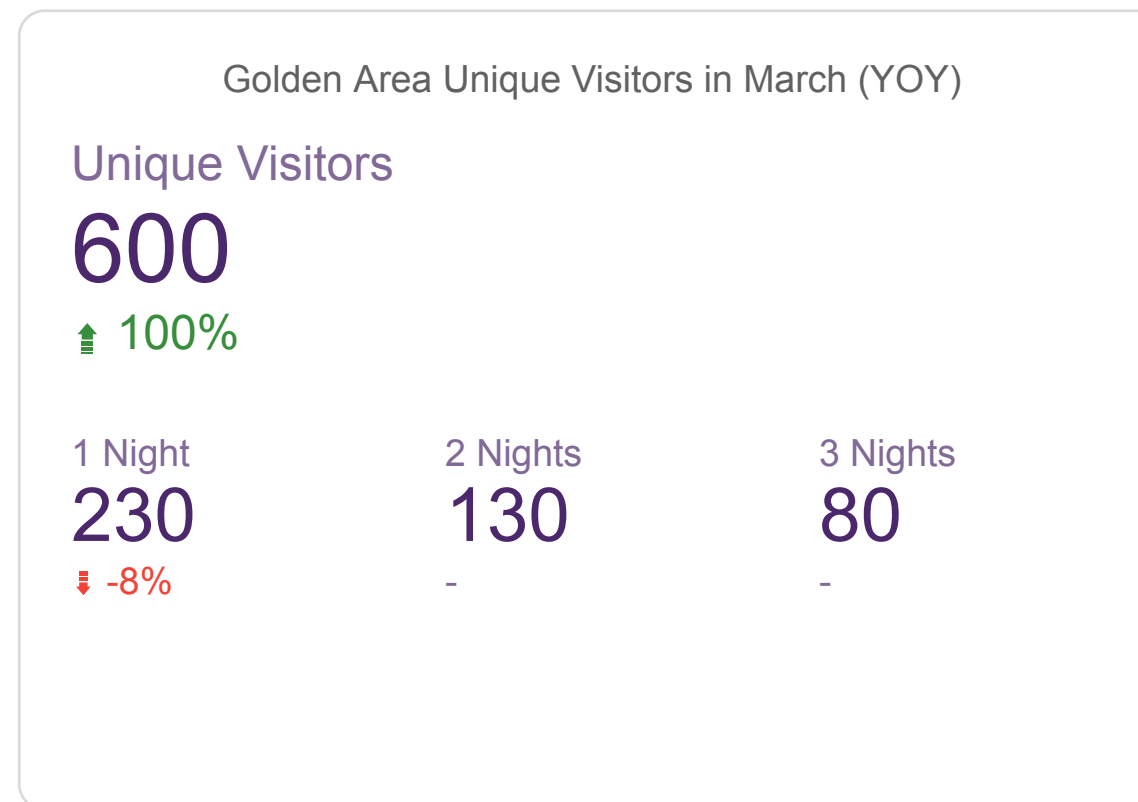 Golden Area Unique Visitors in March (YOY)
Unique Visitors
600
100%
1 Night 2 Nights 3 Nights
230 130 80
-8% - -